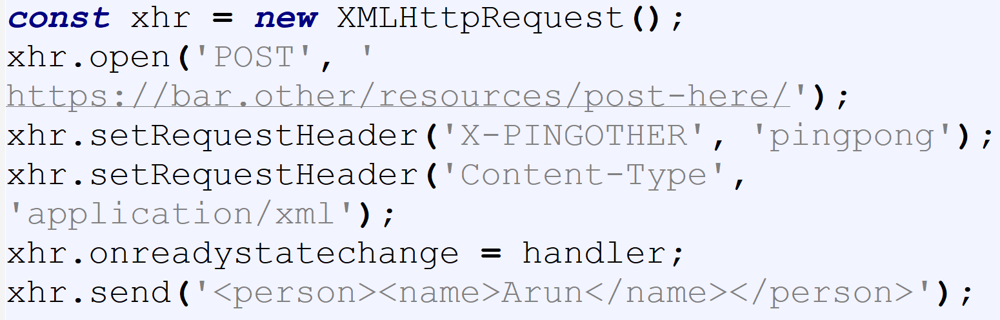 const xhr = new XMLHttpRequest();
xhr.open('POST', '
https://bar.other/resources/post-here/');
xhr.setRequestHeader('X-PINGOTHER', 'pingpong');
xhr.setRequestHeader('Content-Type',
'application/xml');
xhr.onreadystatechange = handler;
xhr.send('<person><name>Arun</name></person>');